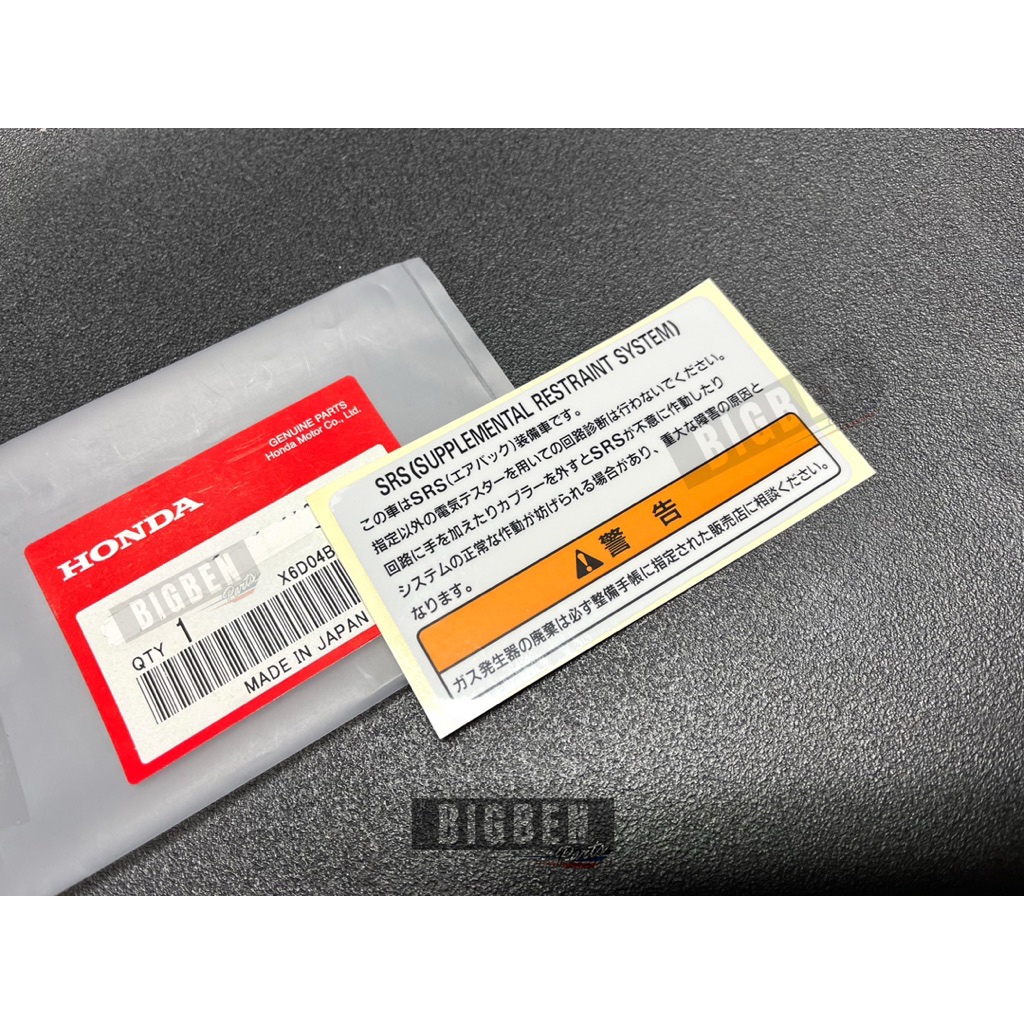 GENUINE PARTS
Honda Motor Co., Ltd.
HONDA
BIGBEN
Parts
X6D04B
QTY 1
MADE IN JAPAN
SRS(SUPPLEMENTAL RESTRAINT SYSTEM)
この車はSRS(エアバック)装備車です。
指定以外の電気テスターを用いての回路診断は行わないでください。
回路に手を加えたりカプラーを外すとSRSが不意に作動したり
システムの正常な作動が妨げられる場合があり、重大な障害の原因と
なります。
警告
ガス発生器の廃棄は必ず整備手帳に指定された販売店に相談ください。
BIGBEN
BIGBEN
Parts